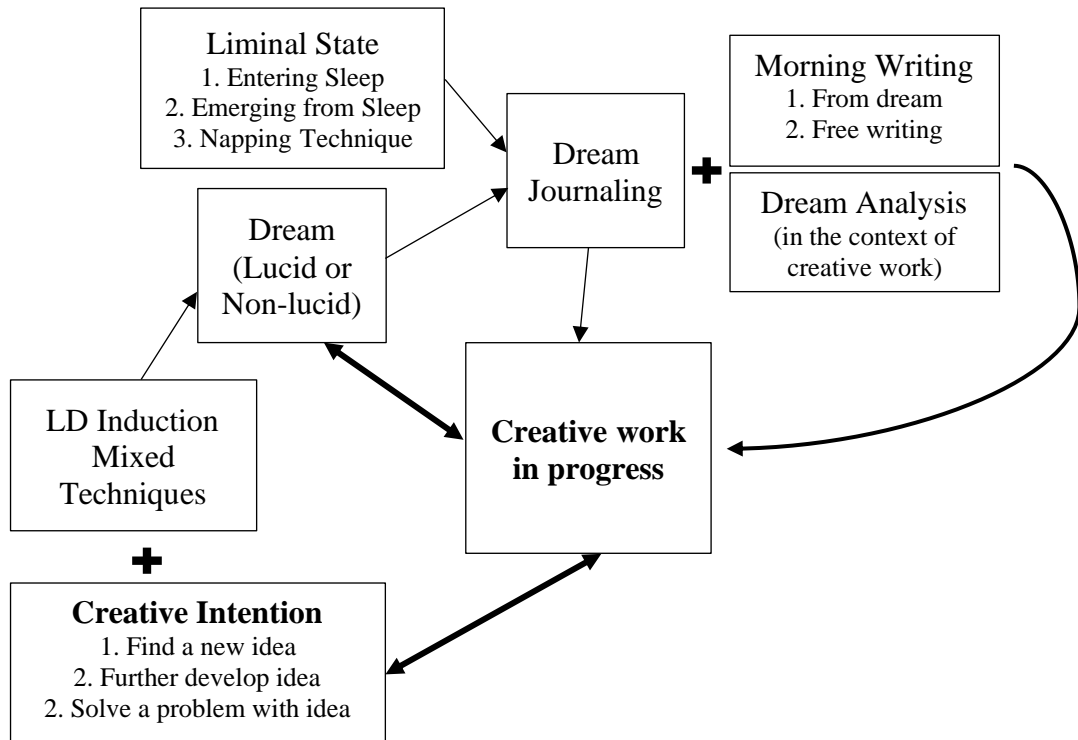 Liminal State
1. Entering Sleep
2. Emerging from Sleep
3. Napping Technique
Morning Writing
1. From dream
2. Free writing
Dream
Journaling
Dream Analysis
(in the context of
creative work)
Dream
(Lucid or
Non-lucid)
LD Induction
Mixed
Techniques
Creative work
in progress
Creative Intention
1. Find a new idea
2. Further develop idea
2. Solve a problem with idea